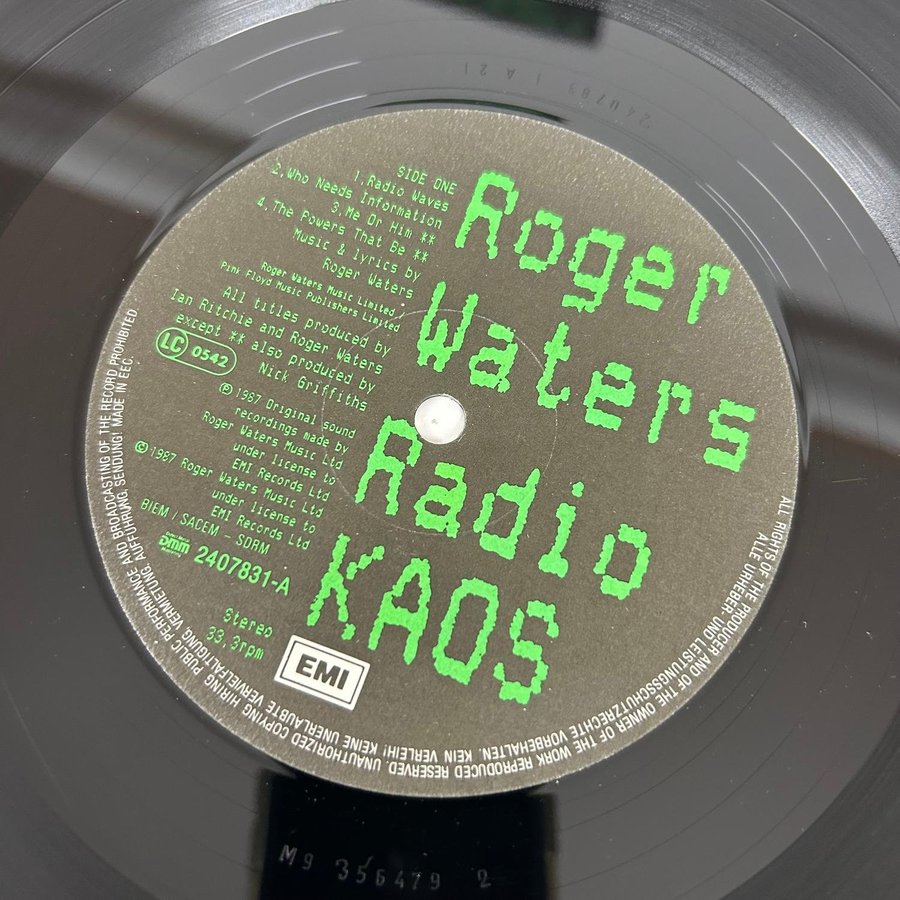 Roger
Waters
Radio
KAOS
SIDE ONE
1.Radio Waves
2.Who Needs Information
3.Me Or Him **
4.The Powers That Be **
Music & lyrics by
Roger Waters
Roger Waters Music Limited /
Pink Floyd Music Publishers Limited
All titles produced by
Ian Ritchie and Roger Waters
except ** also produced by
Nick Griffiths
LC 0542
℗ 1987 Original sound
recordings made by
Roger Waters Music Ltd
under license to
EMI Records Ltd
© 1987 Roger Waters Music Ltd
under license to
EMI Records Ltd
BIEM / SACEM - SDRM
DMM
2407831-A
Stereo
33,3rpm
EMI
ALL RIGHTS OF THE PRODUCER AND OF THE OWNER OF THE WORK REPRODUCED RESERVED. UNAUTHORIZED COPYING HIRING PUBLIC PERFORMANCE AND BROADCASTING OF THE RECORD PROHIBITED
ALLE URHEBER- UND LEISTUNGSSCHUTZRECHTE VORBEHALTEN. KEIN VERLEIH! KEINE UNERLAUBTE VERVIELFÄLTIGUNG, VERMIETUNG, AUFFÜHRUNG, SENDUNG! MADE IN EEC.
Mg 356479 2